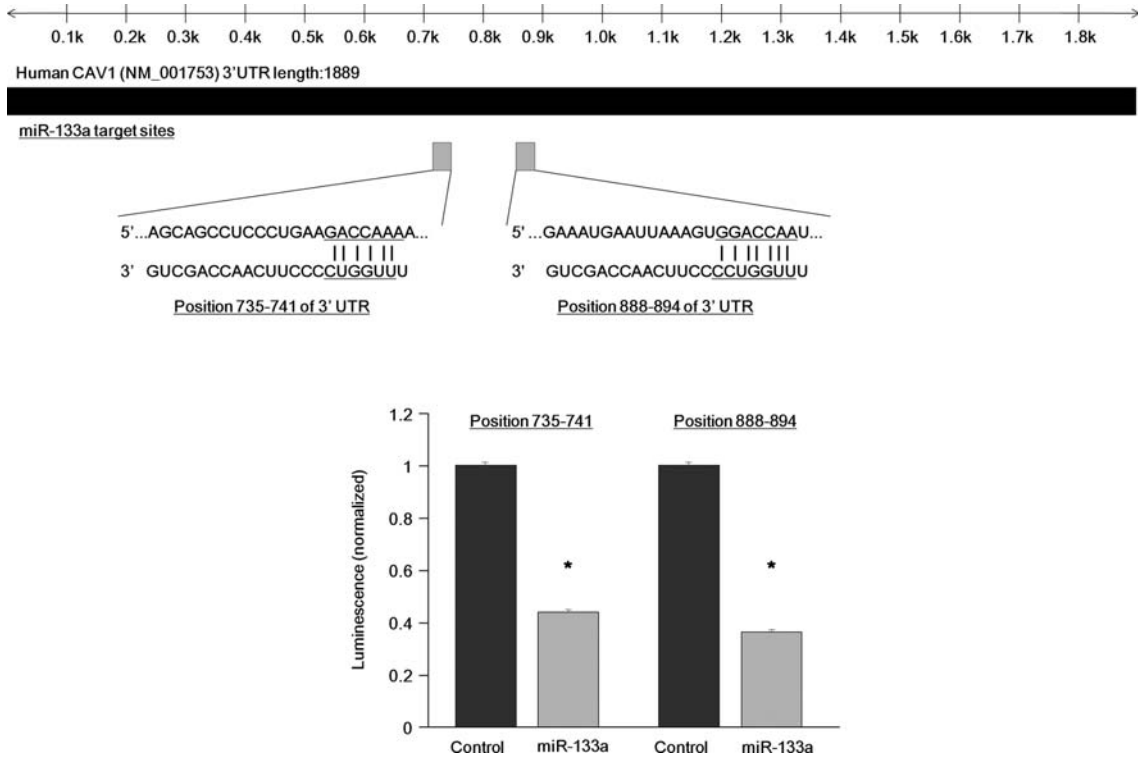 0.1k 0.2k 0.3k 0.4k 0.5k 0.6k 0.7k 0.8k 0.9k 1.0k 1.1k 1.2k 1.3k 1.4k 1.5k 1.6k 1.7k 1.8k
Human CAV1 (NM_001753) 3'UTR length:1889
miR-133a target sites
5'...AGCAGCCUCCCUGAAGACCAAAA...
3' GUCGACCAACUUCCCCUGGUUU
Position 735-741 of 3' UTR
5' ...GAAAUGAAUUAAAGUGGACCAAU...
3' GUCGACCAACUUCCCCUGGUUU
Position 888-894 of 3' UTR
Luminescence (normalized)
1.2
1
0.8
0.6
0.4
0.2
0
Position 735-741
Position 888-894
*
*
Control miR-133a Control miR-133a